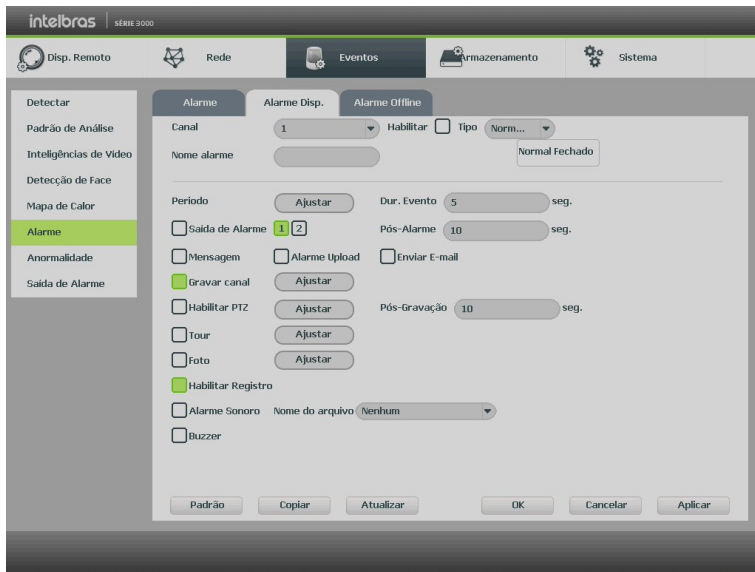 intelbras SÉRIE 3000
Disp. Remoto Rede Eventos Armazenamento Sistema
Detectar
Padrão de Análise
Inteligências de Vídeo
Detecção de Face
Mapa de Calor
Alarme
Anormalidade
Saída de Alarme
Alarme Alarme Disp. Alarme Offline
Canal 1 Habilitar Tipo Norm...
Nome alarme Normal Fechado
Período Ajustar Dur. Evento 5 seg.
Saída de Alarme 1 2 Pós-Alarme 10 seg.
Mensagem Alarme Upload Enviar E-mail
Gravar canal Ajustar
Habilitar PTZ Ajustar Pós-Gravação 10 seg.
Tour Ajustar
Foto Ajustar
Habilitar Registro
Alarme Sonoro Nome do arquivo Nenhum
Buzzer
Padrão Copiar Atualizar OK Cancelar Aplicar